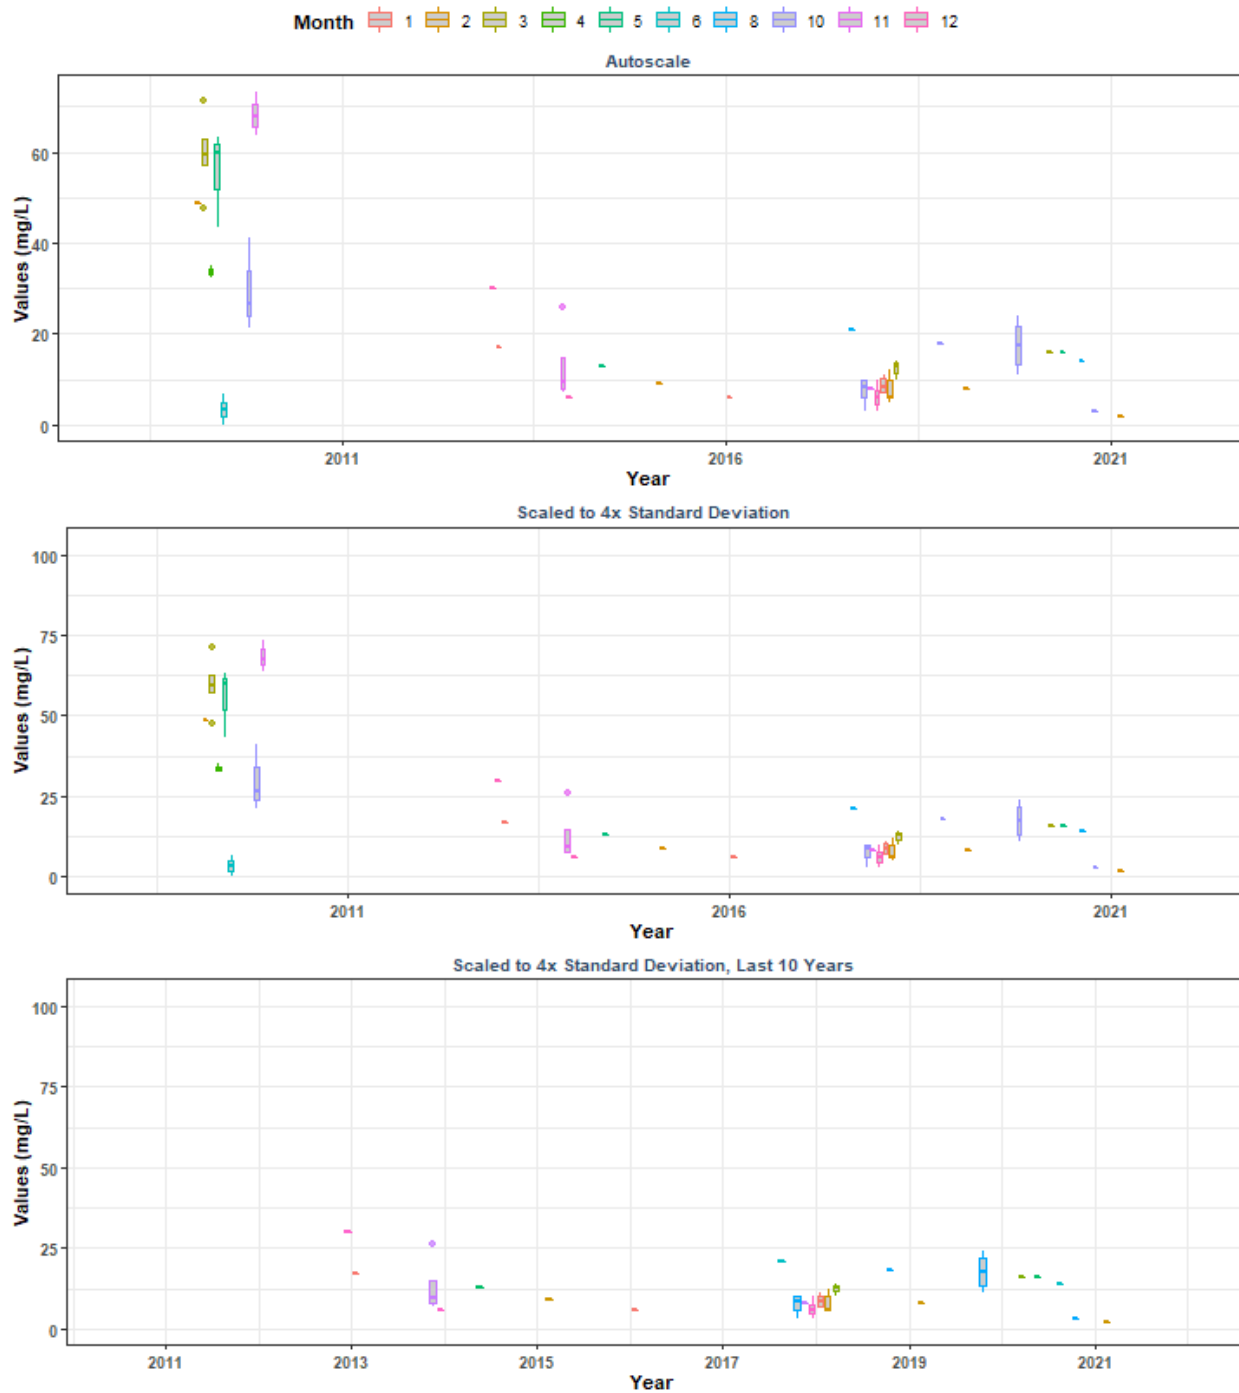 Month 1 2 3 4 5 6 8 10 11 12
Autoscale
Values (mg/L)
60
40
20
0
2011 2016 2021
Year
Scaled to 4x Standard Deviation
Values (mg/L)
100
75
50
25
0
2011 2016 2021
Year
Scaled to 4x Standard Deviation, Last 10 Years
Values (mg/L)
100
75
50
25
0
2011 2013 2015 2017 2019 2021
Year